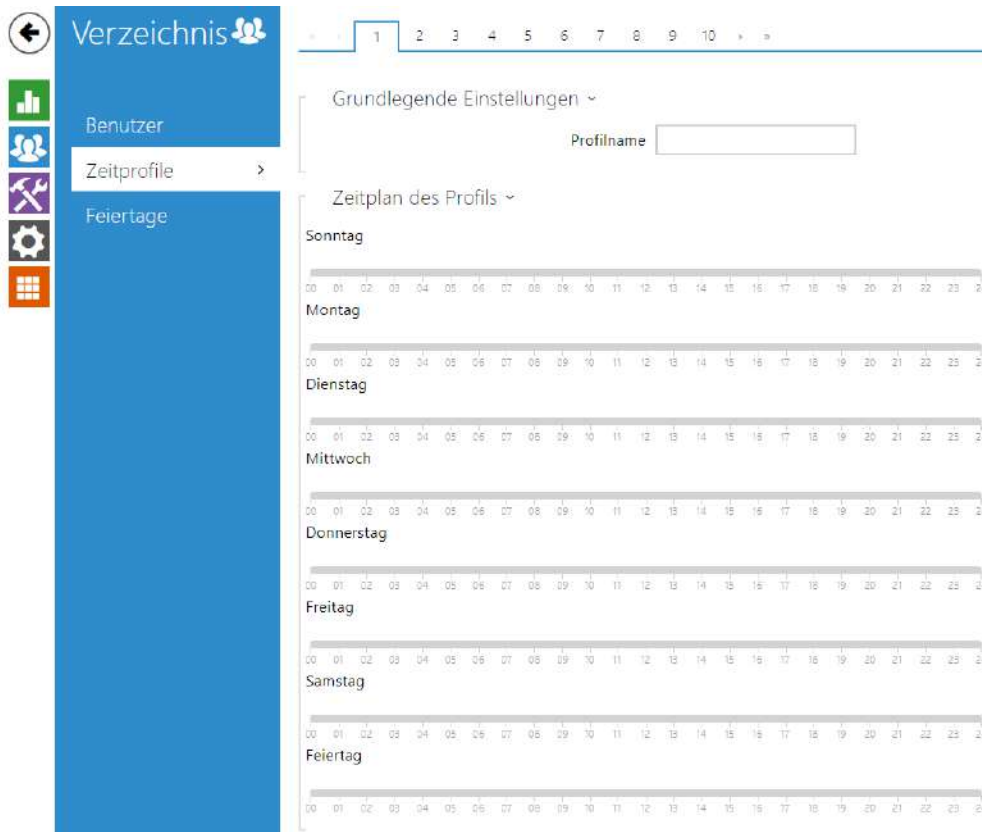 Verzeichnis
1 2 3 4 5 6 7 8 9 10 › »
Benutzer
Zeitprofile >
Feiertage
Grundlegende Einstellungen
Profilname
Zeitplan des Profils
Sonntag
00 01 02 03 04 05 06 07 08 09 10 11 12 13 14 15 16 17 18 19 20 21 22 23
Montag
00 01 02 03 04 05 06 07 08 09 10 11 12 13 14 15 16 17 18 19 20 21 22 23
Dienstag
00 01 02 03 04 05 06 07 08 09 10 11 12 13 14 15 16 17 18 19 20 21 22 23
Mittwoch
00 01 02 03 04 05 06 07 08 09 10 11 12 13 14 15 16 17 18 19 20 21 22 23
Donnerstag
00 01 02 03 04 05 06 07 08 09 10 11 12 13 14 15 16 17 18 19 20 21 22 23
Freitag
00 01 02 03 04 05 06 07 08 09 10 11 12 13 14 15 16 17 18 19 20 21 22 23
Samstag
00 01 02 03 04 05 06 07 08 09 10 11 12 13 14 15 16 17 18 19 20 21 22 23
Feiertag
00 01 02 03 04 05 06 07 08 09 10 11 12 13 14 15 16 17 18 19 20 21 22 23